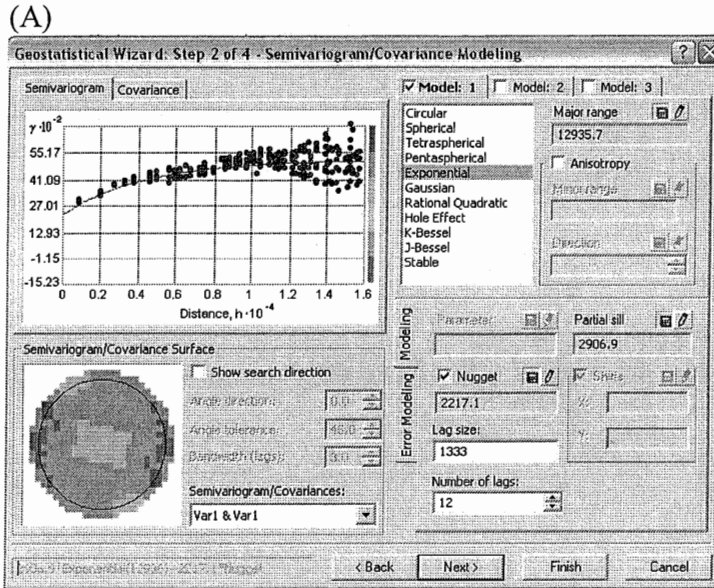 (A)
Geostatistical Wizard: Step 2 of 4 - Semivariogram/Covariance Modeling
Semivariogram Covariance
γ·10⁻²
55.17
41.09
27.01
12.93
-1.15
-15.23
0 0.2 0.4 0.6 0.8 1 1.2 1.4 1.6
Distance, h·10⁻⁴
Semivariogram/Covariance Surface
Show search direction
Angle direction: 0.0
Angle tolerance: 45.0
Bandwidth (lags): 3.0
Semivariogram/Covariances:
Var1 & Var1
Model: 1 Model: 2 Model: 3
Circular
Spherical
Tetraspherical
Pentaspherical
Exponential
Gaussian
Rational Quadratic
Hole Effect
K-Bessel
J-Bessel
Stable
Major range
12935.7
Anisotropy
Minor range
Direction
Modeling
Error Modeling
Parameter
Partial sill
2906.9
Nugget
2217.1
Shifts
X:
Y:
Lag size:
1333
Number of lags:
12
Exponential(12936)+2217.1*Nugget
< Back Next > Finish Cancel